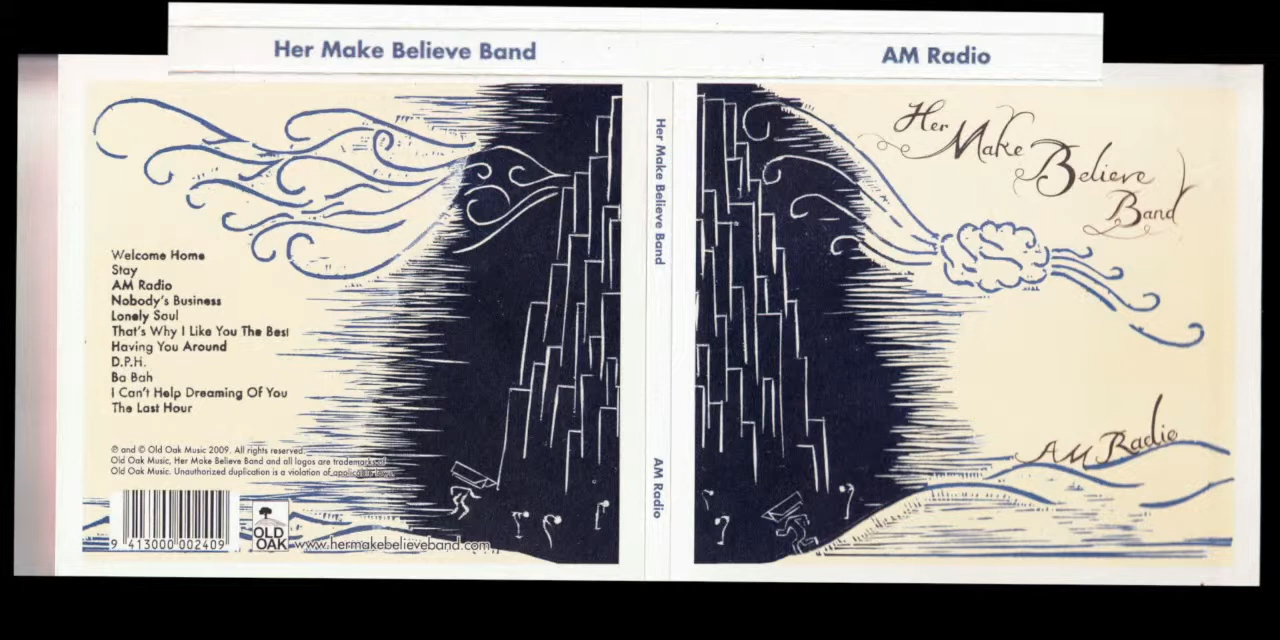 Her Make Believe Band
AM Radio
Welcome Home
Stay
AM Radio
Nobody's Business
Lonely Soul
That's Why I Like You The Best
Having You Around
D.P.H.
Ba Bah
I Can't Help Dreaming Of You
The Last Hour
℗ and © Old Oak Music 2009. All rights reserved.
Old Oak Music, Her Make Believe Band and all logos are trademarks of
Old Oak Music. Unauthorized duplication is a violation of applicable laws.
9 413000 002409
OLD
OAK
www.hermakebelieveband.com
Her Make Believe Band
AM Radio
Her
Make
Believe
Band
AM Radio